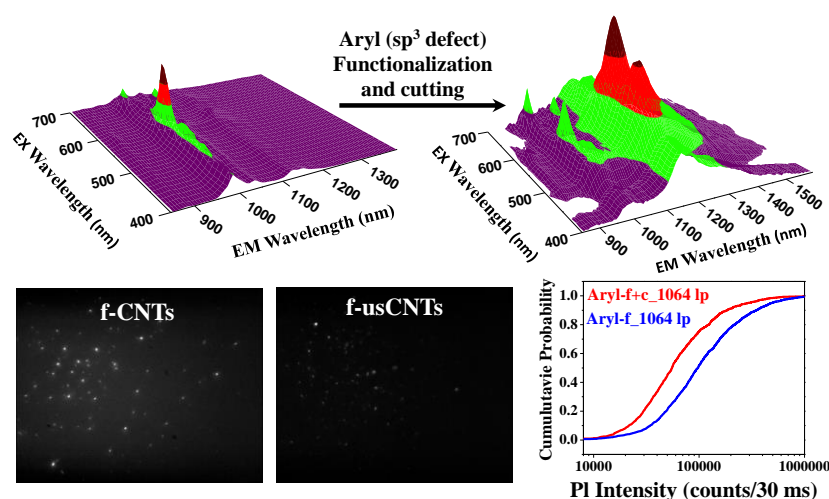 Aryl (sp³ defect)
Functionalization
and cutting
700
600
500
400
EX Wavelength (nm)
900
1000
1100
1200
1300
EM Wavelength (nm)
700
600
500
400
EX Wavelength (nm)
900
1000
1100
1200
1300
1400
1500
EM Wavelength (nm)
f-CNTs
f-usCNTs
Cumulutavie Probability
1.0
0.8
0.6
0.4
0.2
0.0
Aryl-f+c_1064 lp
Aryl-f_1064 lp
10000
100000
1000000
Pl Intensity (counts/30 ms)